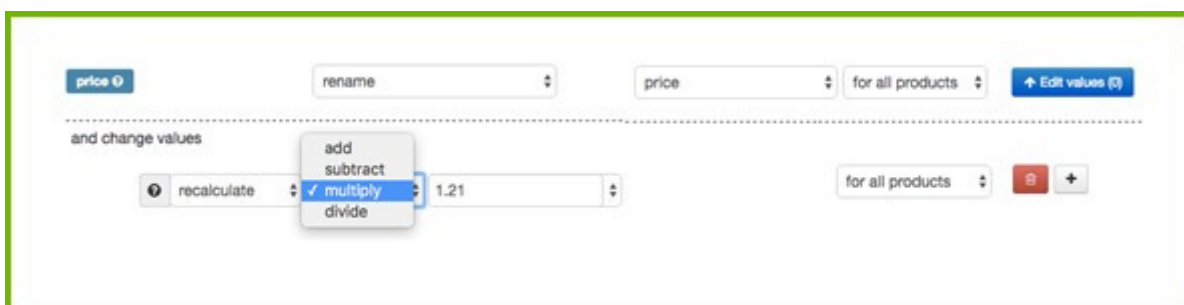 price
rename
price
for all products
Edit values (0)
and change values
add
subtract
recalculate
✓ multiply
1.21
for all products
+
divide